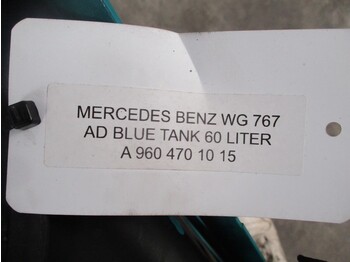 MERCEDES BENZ WG 767
AD BLUE TANK 60 LITER
A 960 470 10 15